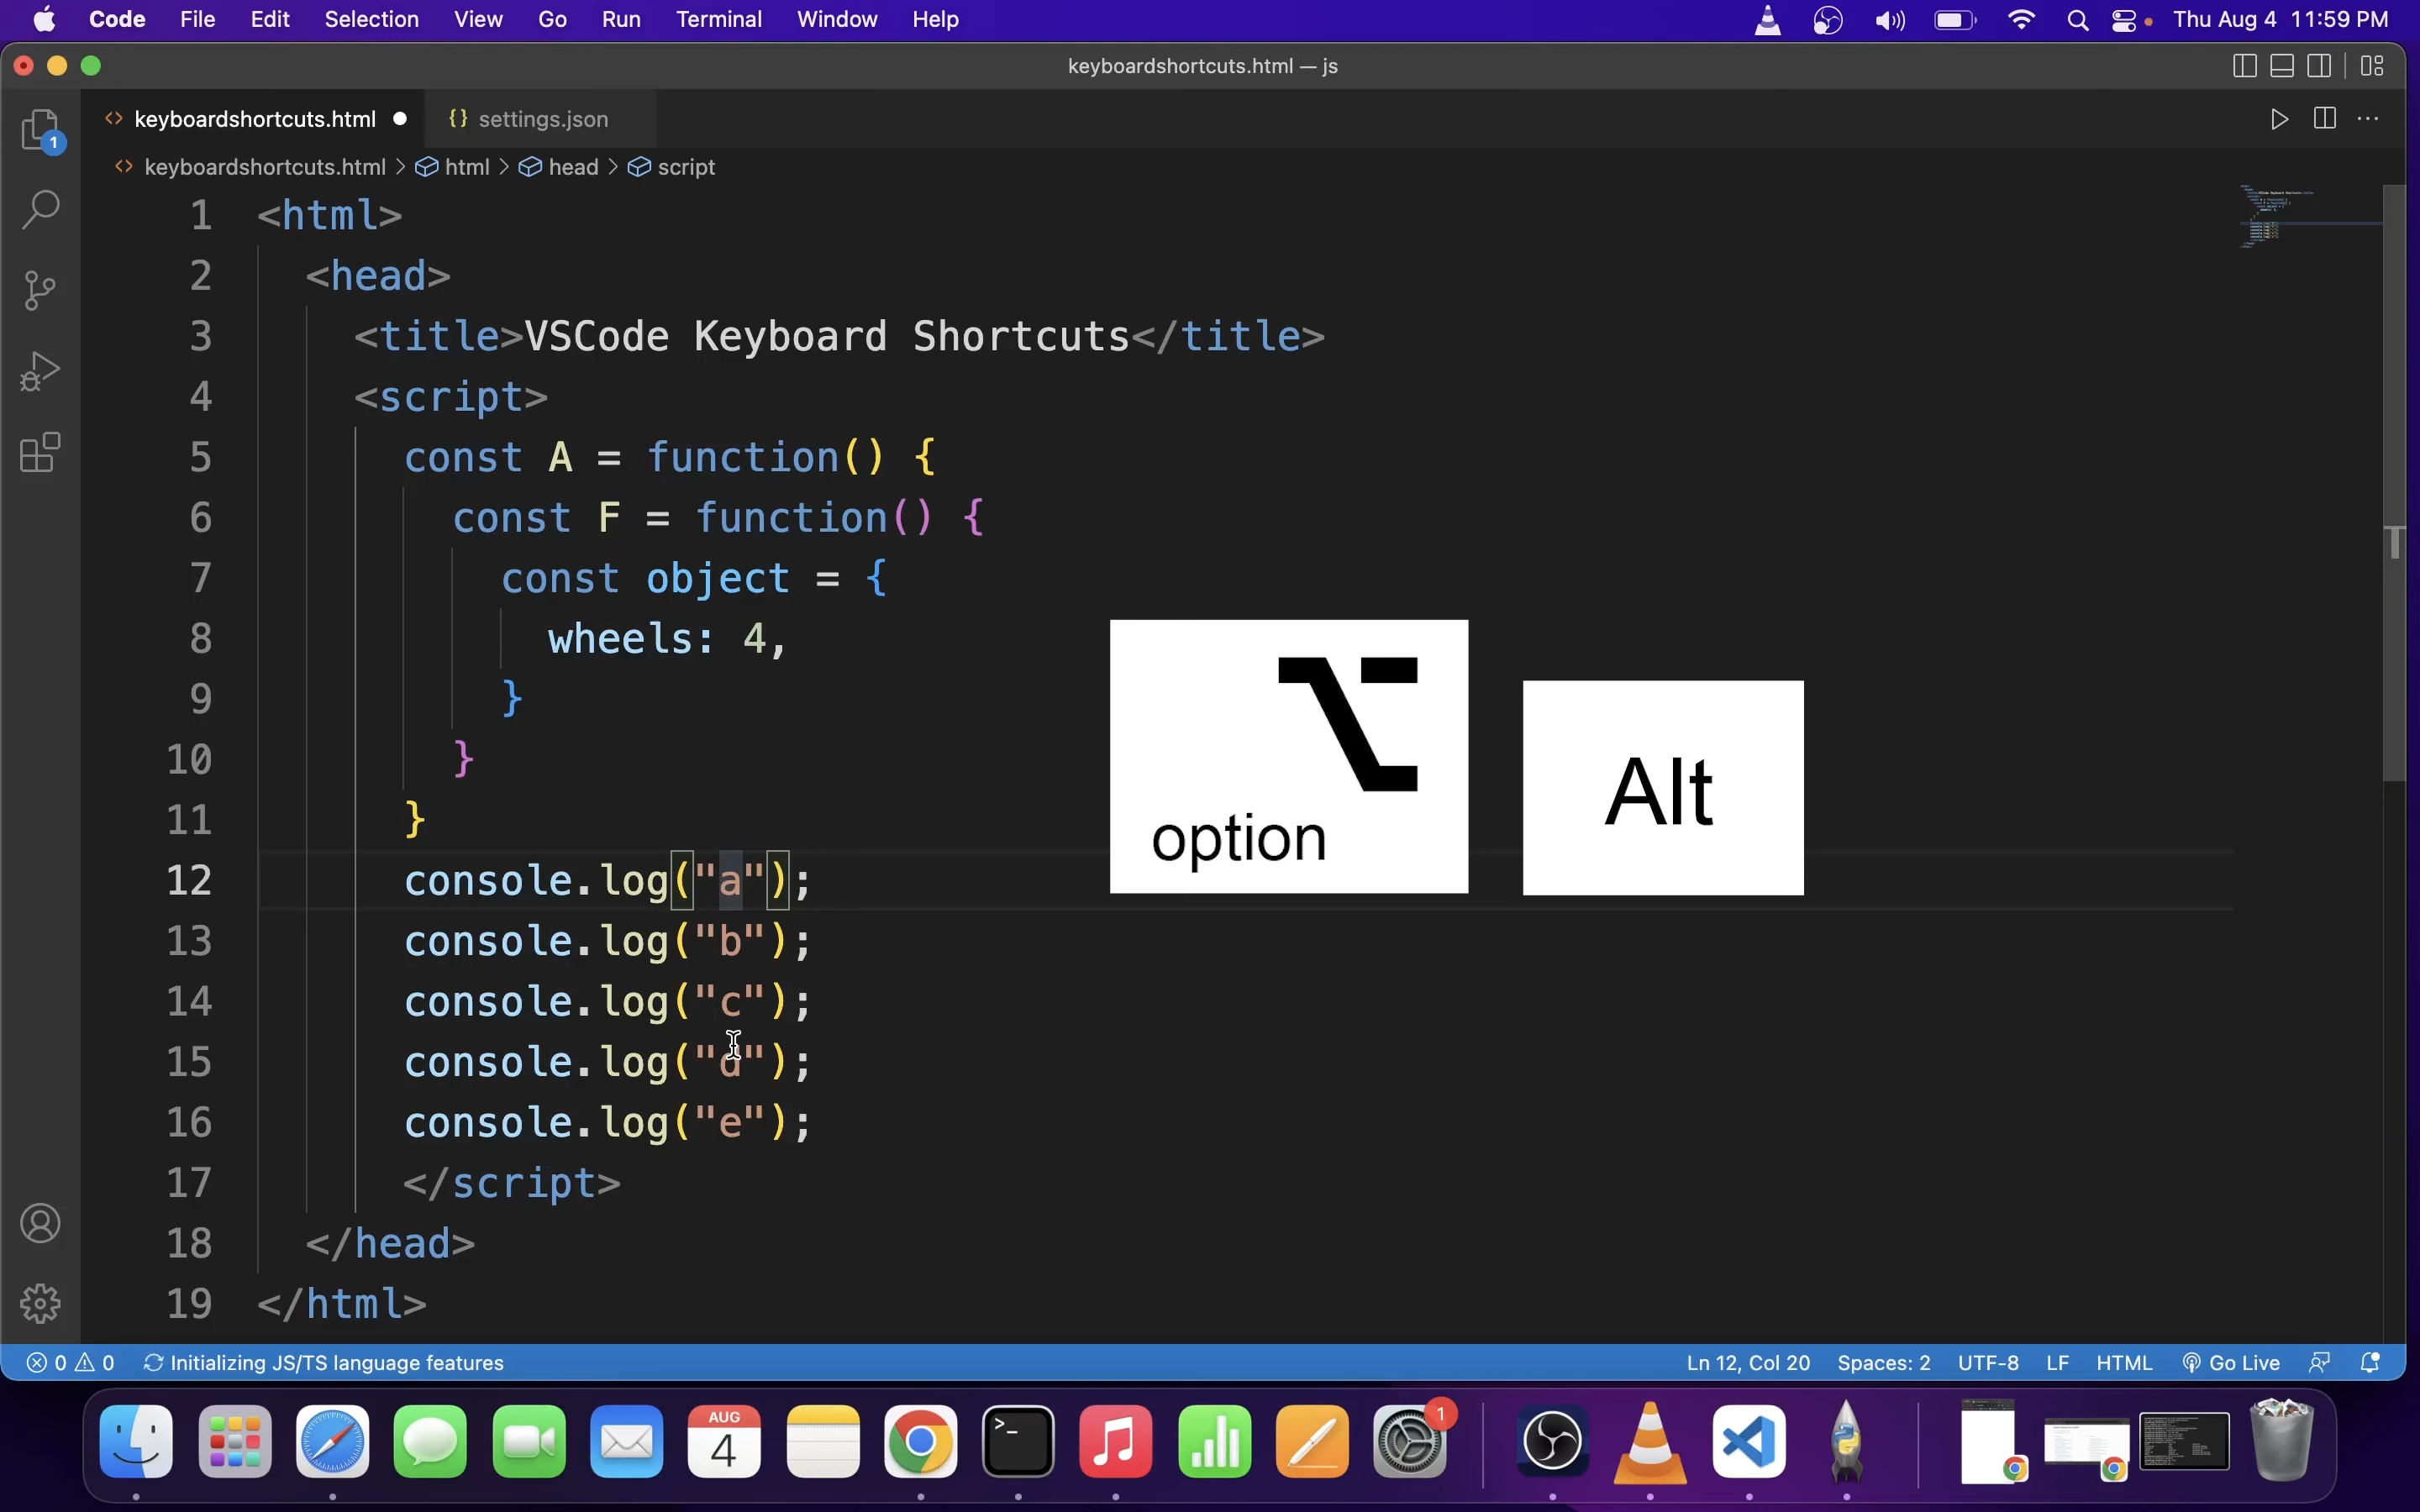 Code File Edit Selection View Go Run Terminal Window Help Thu Aug 4 11:59 PM
keyboardshortcuts.html — js
keyboardshortcuts.html settings.json
1
keyboardshortcuts.html > html > head > script
1 <html>
2 <head>
3 <title>VSCode Keyboard Shortcuts</title>
4 <script>
5 const A = function() {
6 const F = function() {
7 const object = {
8 wheels: 4,
9 }
10 }
11 }
12 console.log("a");
13 console.log("b");
14 console.log("c");
15 console.log("d");
16 console.log("e");
17 </script>
18 </head>
19 </html>
option
Alt
0 0 Initializing JS/TS language features Ln 12, Col 20 Spaces: 2 UTF-8 LF HTML Go Live
AUG
4
1